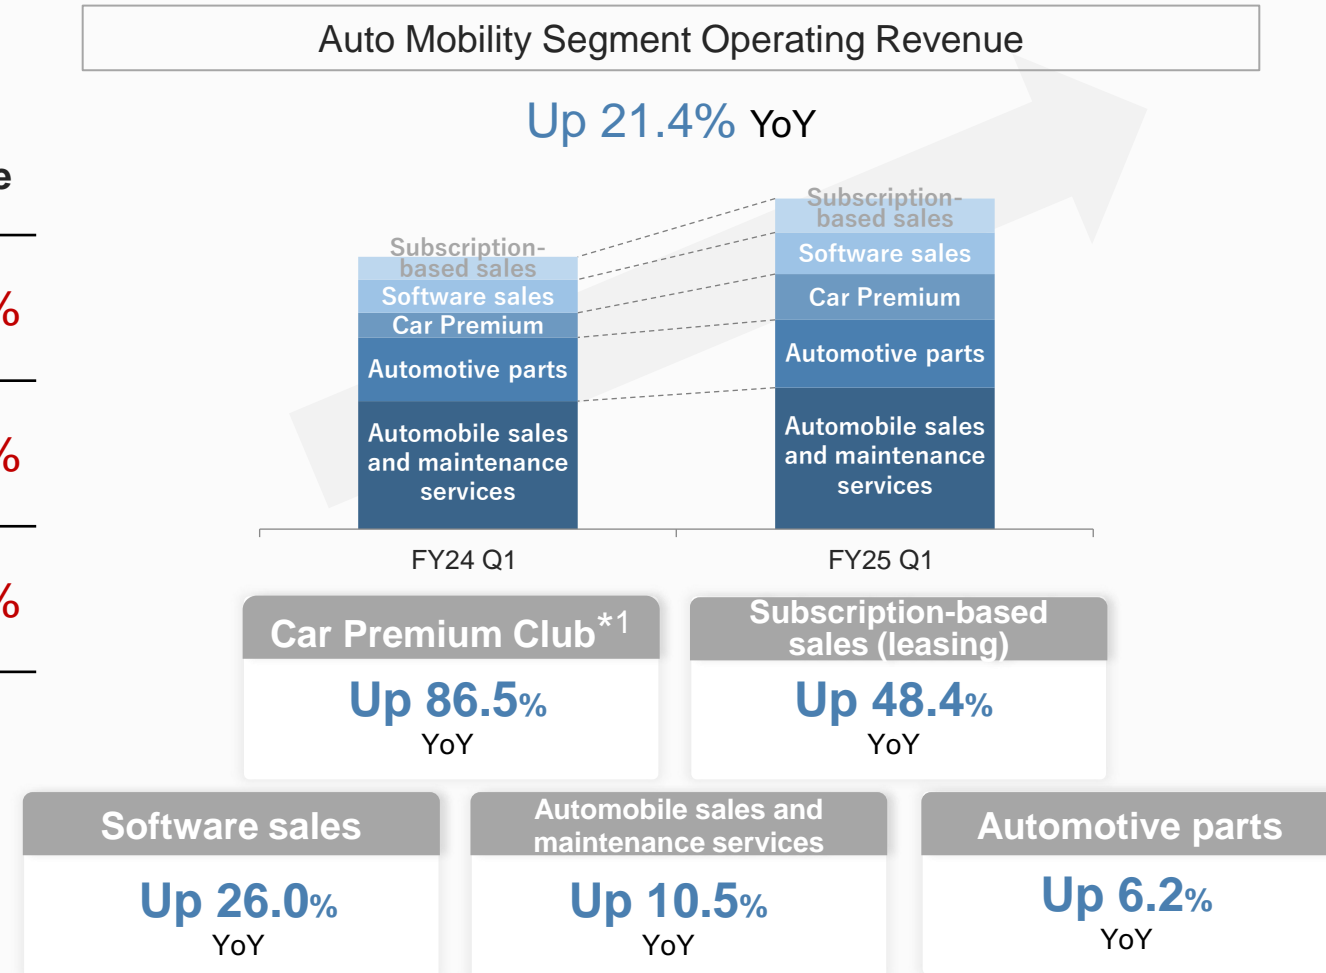 Auto Mobility Segment Operating Revenue
Up 21.4% YoY
e
%
%
%
Subscription-
based sales
Software sales
Car Premium
Automotive parts
Automobile sales
and maintenance
services
Subscription-
based sales
Software sales
Car Premium
Automotive parts
Automobile sales
and maintenance
services
FY24 Q1
FY25 Q1
Car Premium Club*1
Up 86.5%
YoY
Subscription-based
sales (leasing)
Up 48.4%
YoY
Software sales
Up 26.0%
YoY
Automobile sales and
maintenance services
Up 10.5%
YoY
Automotive parts
Up 6.2%
YoY